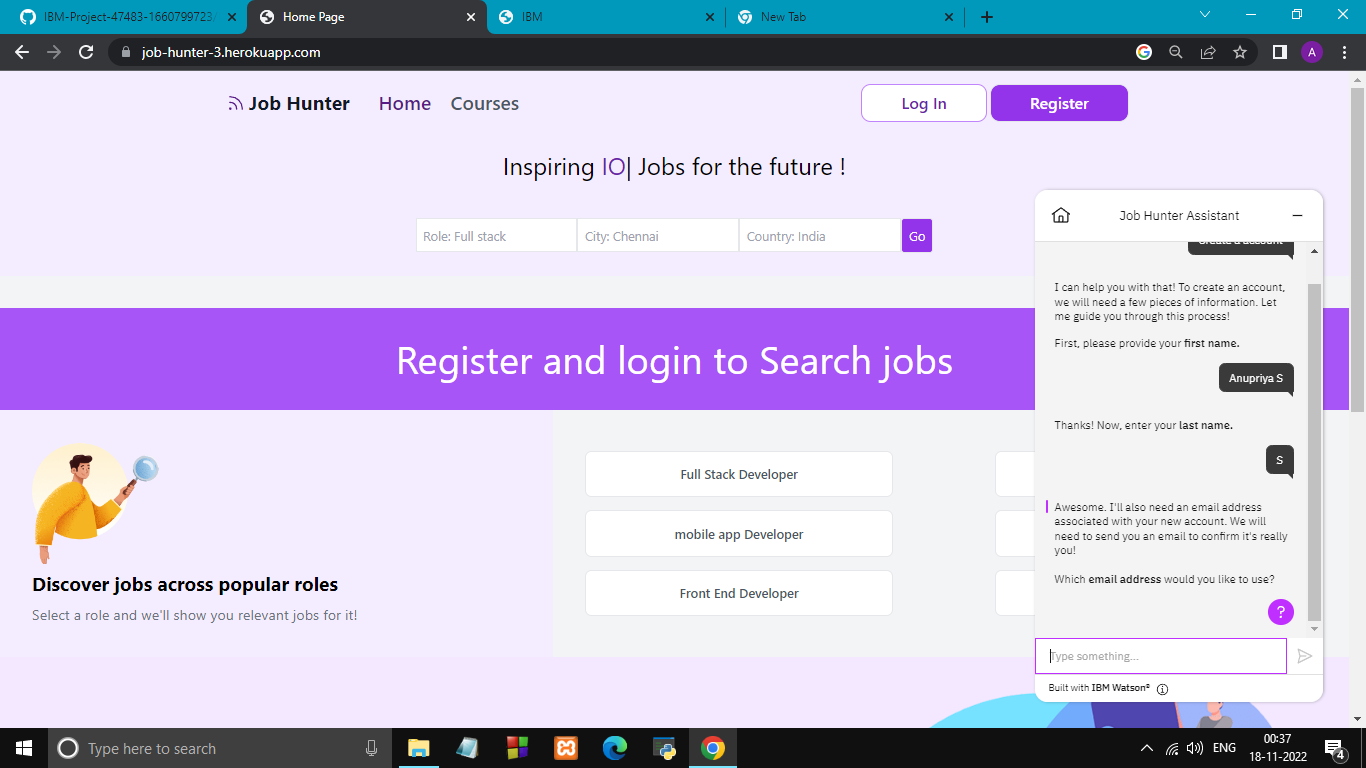 IBM-Project-47483-1660799723
Home Page
IBM
New Tab
job-hunter-3.herokuapp.com
A
Job Hunter
Home
Courses
Log In
Register
Inspiring IO| Jobs for the future !
Role: Full stack
City: Chennai
Country: India
Go
Register and login to Search jobs
Discover jobs across popular roles
Select a role and we'll show you relevant jobs for it!
Full Stack Developer
mobile app Developer
Front End Developer
Job Hunter Assistant
Create a account
I can help you with that! To create an account,
we will need a few pieces of information. Let
me guide you through this process!
First, please provide your first name.
Anupriya S
Thanks! Now, enter your last name.
S
Awesome. I'll also need an email address
associated with your new account. We will
need to send you an email to confirm it's really
you!
Which email address would you like to use?
?
Type something...
Built with IBM Watson®
Type here to search
ENG
00:37
18-11-2022
4